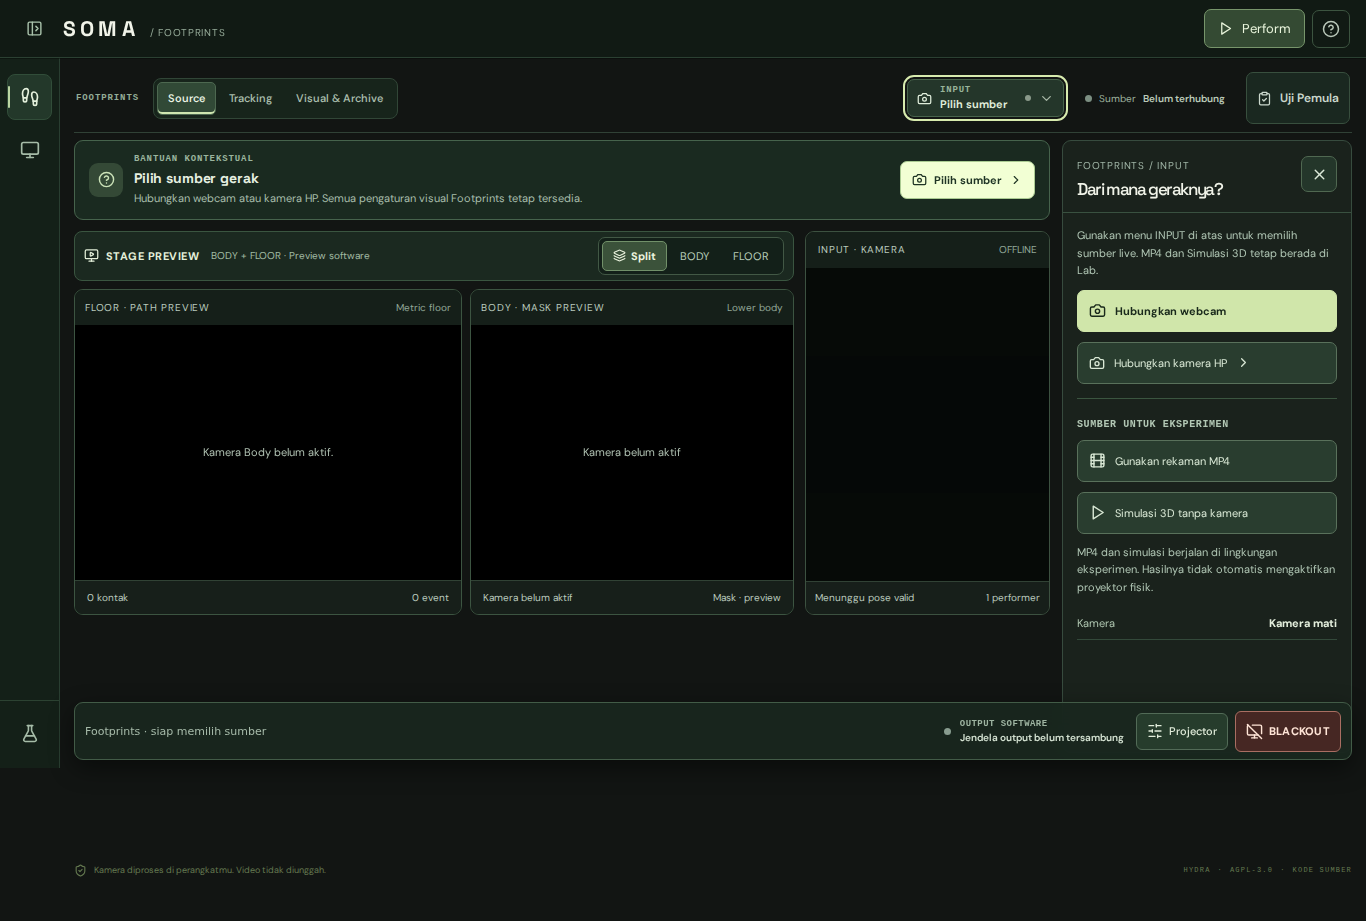 SOMA / FOOTPRINTS
Perform
FOOTPRINTS
Source
Tracking
Visual & Archive
INPUT
Pilih sumber
Sumber Belum terhubung
Uji Pemula
BANTUAN KONTEKSTUAL
Pilih sumber gerak
Hubungkan webcam atau kamera HP. Semua pengaturan visual Footprints tetap tersedia.
Pilih sumber
STAGE PREVIEW BODY + FLOOR · Preview software
Split
BODY
FLOOR
FLOOR · PATH PREVIEW Metric floor
Kamera Body belum aktif.
0 kontak 0 event
BODY · MASK PREVIEW Lower body
Kamera belum aktif
Kamera belum aktif Mask · preview
INPUT · KAMERA OFFLINE
Menunggu pose valid 1 performer
FOOTPRINTS / INPUT
Dari mana geraknya?
Gunakan menu INPUT di atas untuk memilih
sumber live. MP4 dan Simulasi 3D tetap berada di
Lab.
Hubungkan webcam
Hubungkan kamera HP
SUMBER UNTUK EKSPERIMEN
Gunakan rekaman MP4
Simulasi 3D tanpa kamera
MP4 dan simulasi berjalan di lingkungan
eksperimen. Hasilnya tidak otomatis mengaktifkan
proyektor fisik.
Kamera Kamera mati
Footprints · siap memilih sumber
OUTPUT SOFTWARE
Jendela output belum tersambung
Projector
BLACKOUT
Kamera diproses di perangkatmu. Video tidak diunggah.
HYDRA · AGPL-3.0 · KODE SUMBER